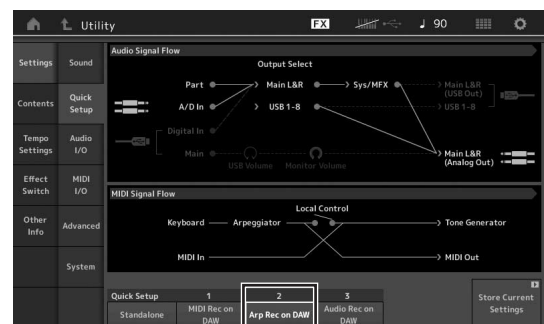 Utility FX ♩ 90
Audio Signal Flow
Output Select
Settings Sound
Part Main L&R Sys/MFX Main L&R (USB Out)
A/D In USB 1-8 USB 1-8
Contents Quick Setup
Digital In
Main
USB Volume Monitor Volume
Main L&R (Analog Out)
Tempo Settings Audio I/O
Effect Switch MIDI I/O
MIDI Signal Flow
Local Control
Keyboard Arpeggiator Tone Generator
MIDI In MIDI Out
Other Info Advanced
System
Quick Setup 1 2 3
Standalone MIDI Rec on DAW Arp Rec on DAW Audio Rec on DAW
Store Current Settings